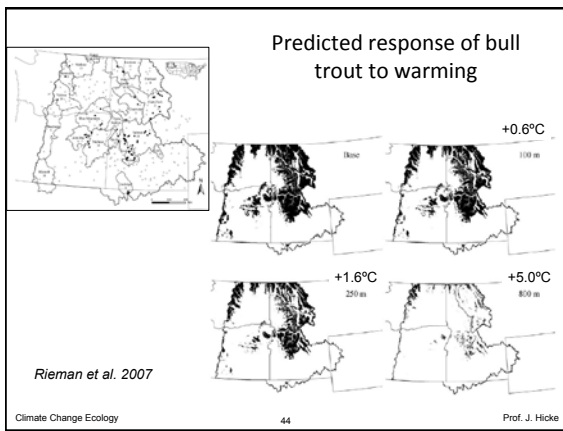 Predicted response of bull
trout to warming
+0.6ºC
Base
100 m
+1.6ºC
+5.0ºC
250 m
800 m
Rieman et al. 2007
Climate Change Ecology
44
Prof. J. Hicke